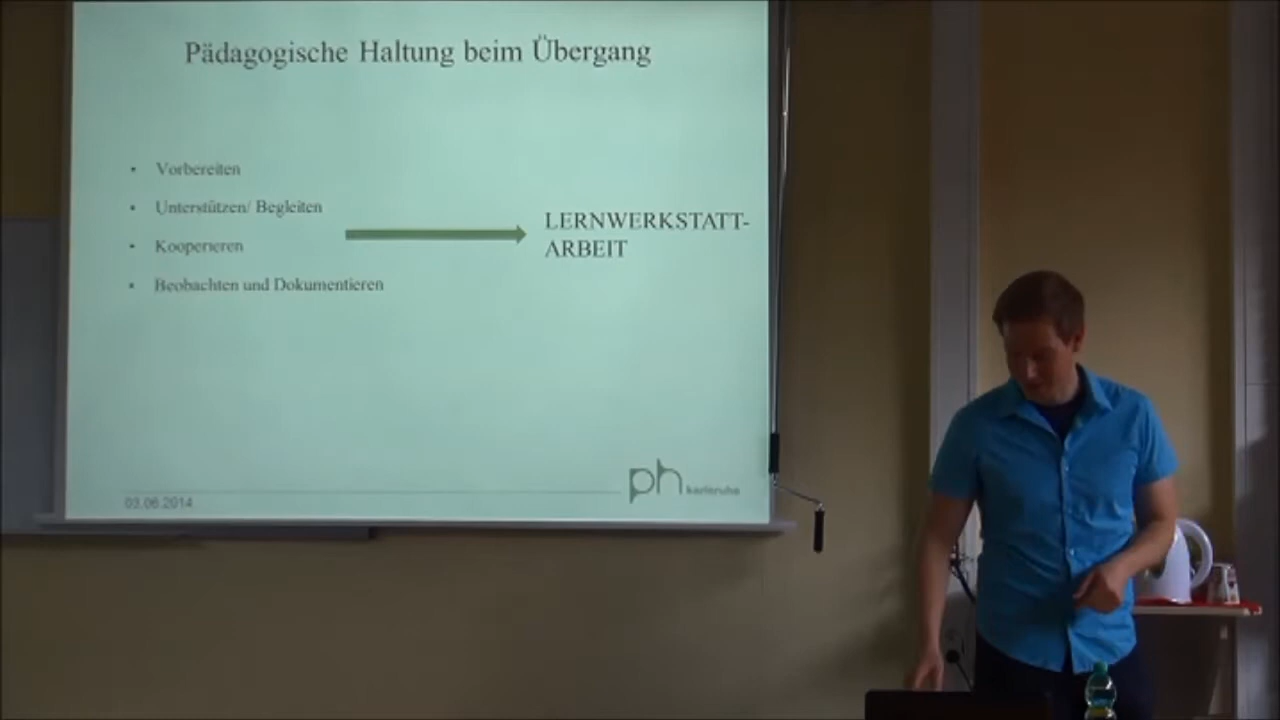 Pädagogische Haltung beim Übergang
• Vorbereiten
• Unterstützen/ Begleiten
• Kooperieren
• Beobachten und Dokumentieren
LERNWERKSTATT-
ARBEIT
03.06.2014
ph karlsruhe